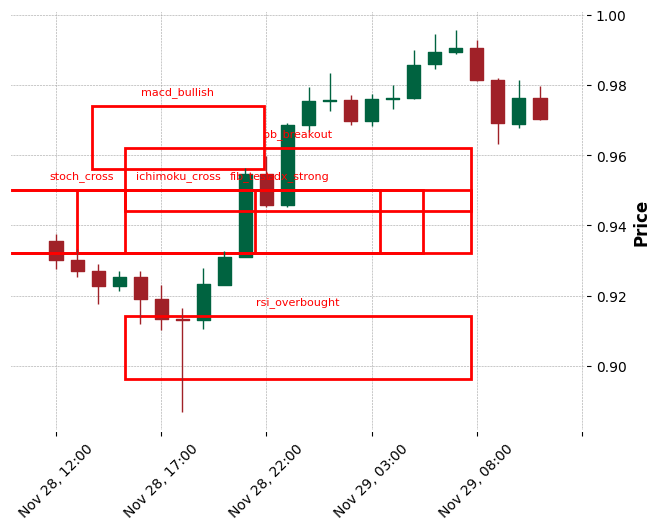 1.00
macd_bullish
0.98
bb_breakout
0.96
stoch_cross
ichimoku_cross
0.94
Price
0.92
rsi_overbought
0.90
Nov 28, 12:00
Nov 28, 17:00
Nov 28, 22:00
Nov 29, 03:00
Nov 29, 08:00